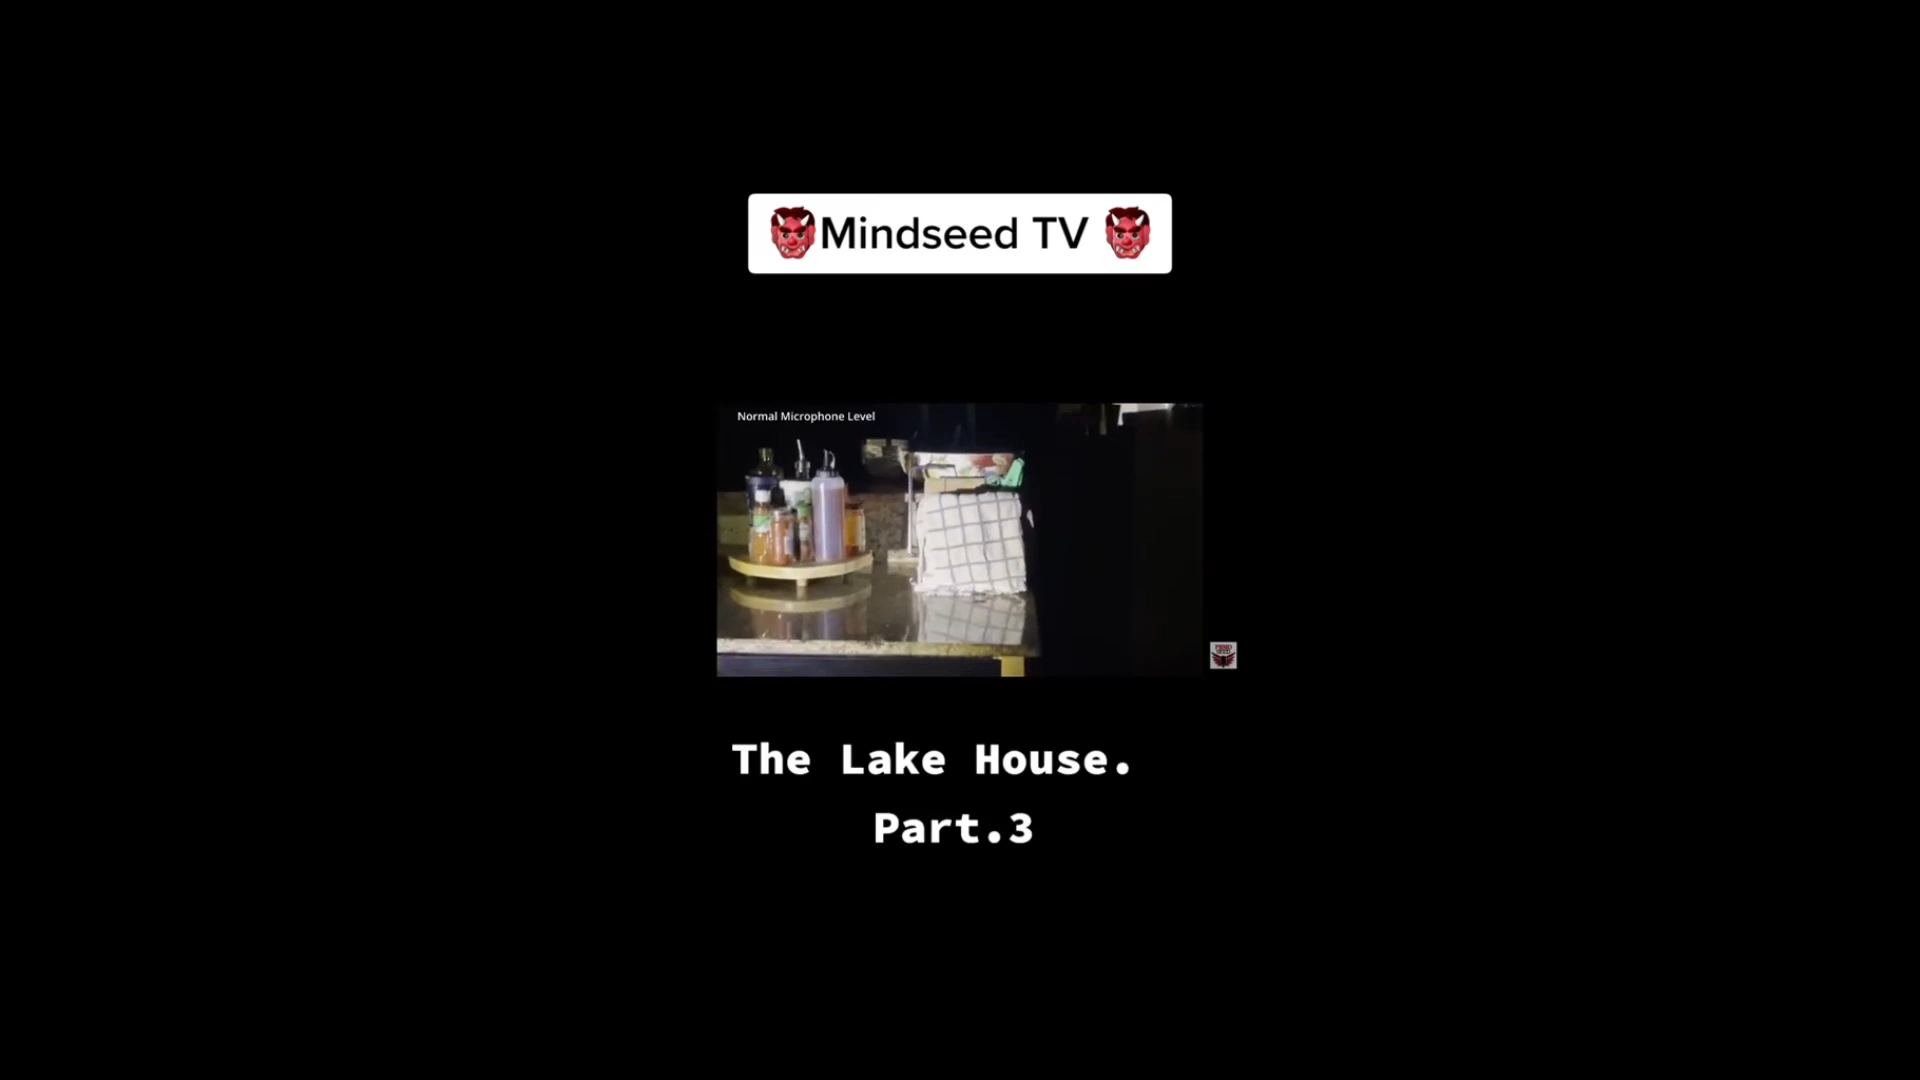 👹Mindseed TV 👹
Normal Microphone Level
The Lake House.
Part.3